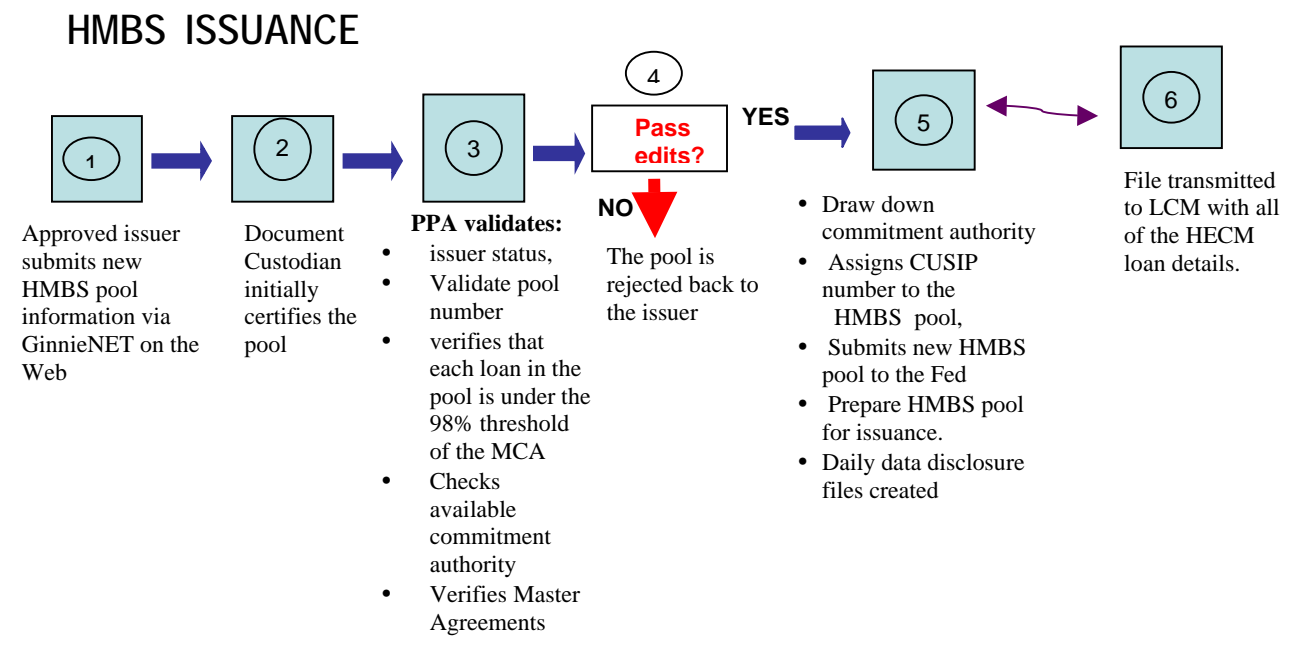 HMBS ISSUANCE
1
Approved issuer
submits new
HMBS pool
information via
GinnieNET on the
Web
2
Document
Custodian
initially
certifies the
pool
3
PPA validates:
• issuer status,
• Validate pool
number
• verifies that
each loan in the
pool is under the
98% threshold
of the MCA
• Checks
available
commitment
authority
• Verifies Master
Agreements
4
Pass
edits?
YES
NO
The pool is
rejected back to
the issuer
5
• Draw down
commitment authority
• Assigns CUSIP
number to the
HMBS pool,
• Submits new HMBS
pool to the Fed
• Prepare HMBS pool
for issuance.
• Daily data disclosure
files created
6
File transmitted
to LCM with all
of the HECM
loan details.